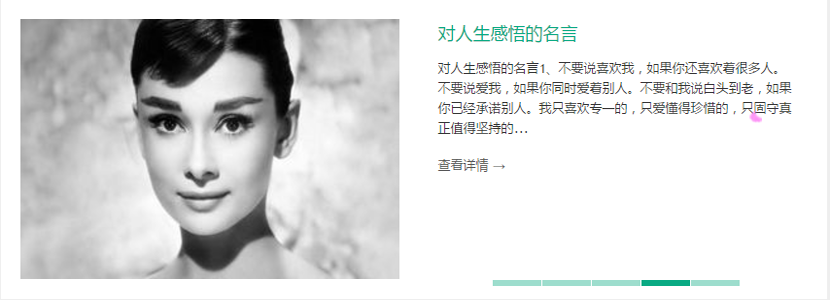 对人生感悟的名言
对人生感悟的名言1、不要说喜欢我，如果你还喜欢着很多人。
不要说爱我，如果你同时爱着别人。不要和我说白头到老，如果
你已经承诺别人。我只喜欢专一的，只爱懂得珍惜的，只固守真
正值得坚持的...
查看详情 →